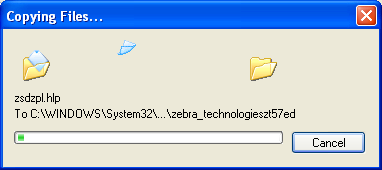 Copying Files...
zsdzpl.hlp
To C:\WINDOWS\System32\...\zebra_technologieszt57ed
Cancel